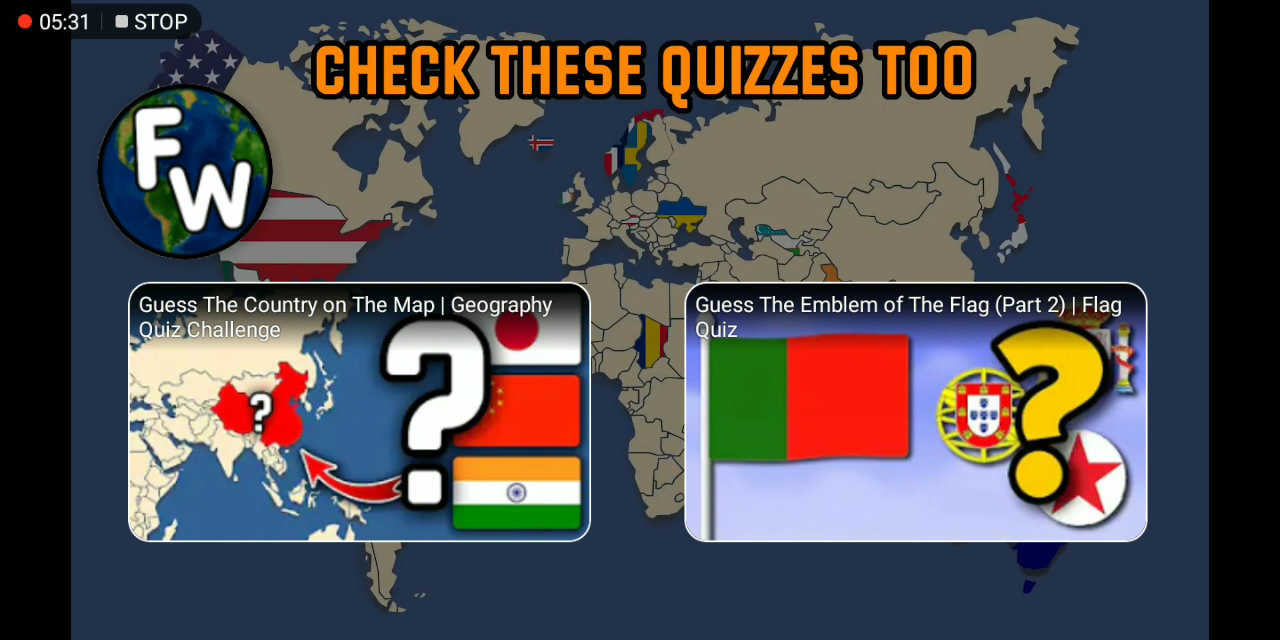 05:31 STOP
CHECK THESE QUIZZES TOO
F
W
Guess The Country on The Map | Geography
Quiz Challenge
?
?
Guess The Emblem of The Flag (Part 2) | Flag
Quiz
?